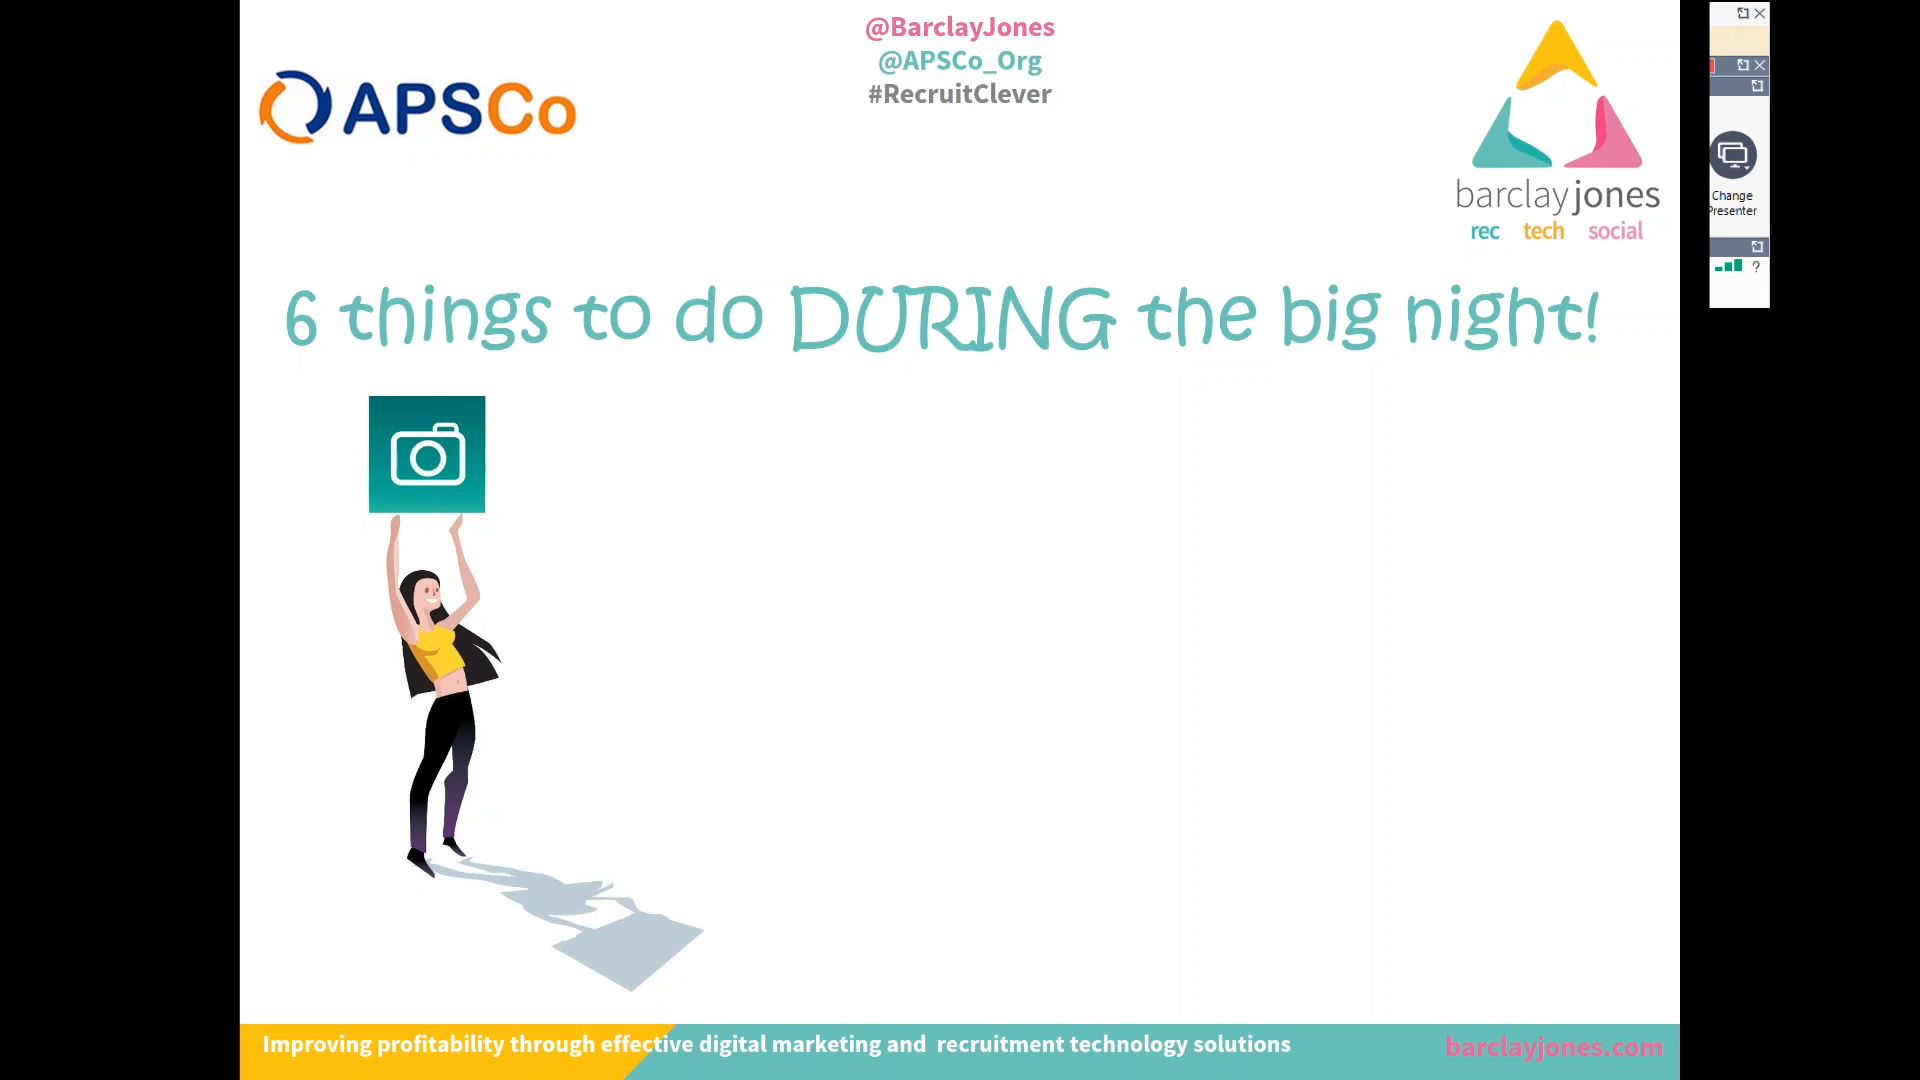 @BarclayJones
@APSCo_Org
#RecruitClever
APSCo
barclayjones
rec tech social
Change
Presenter
?
6 things to do DURING the big night!
Improving profitability through effective digital marketing and recruitment technology solutions
barclayjones.com